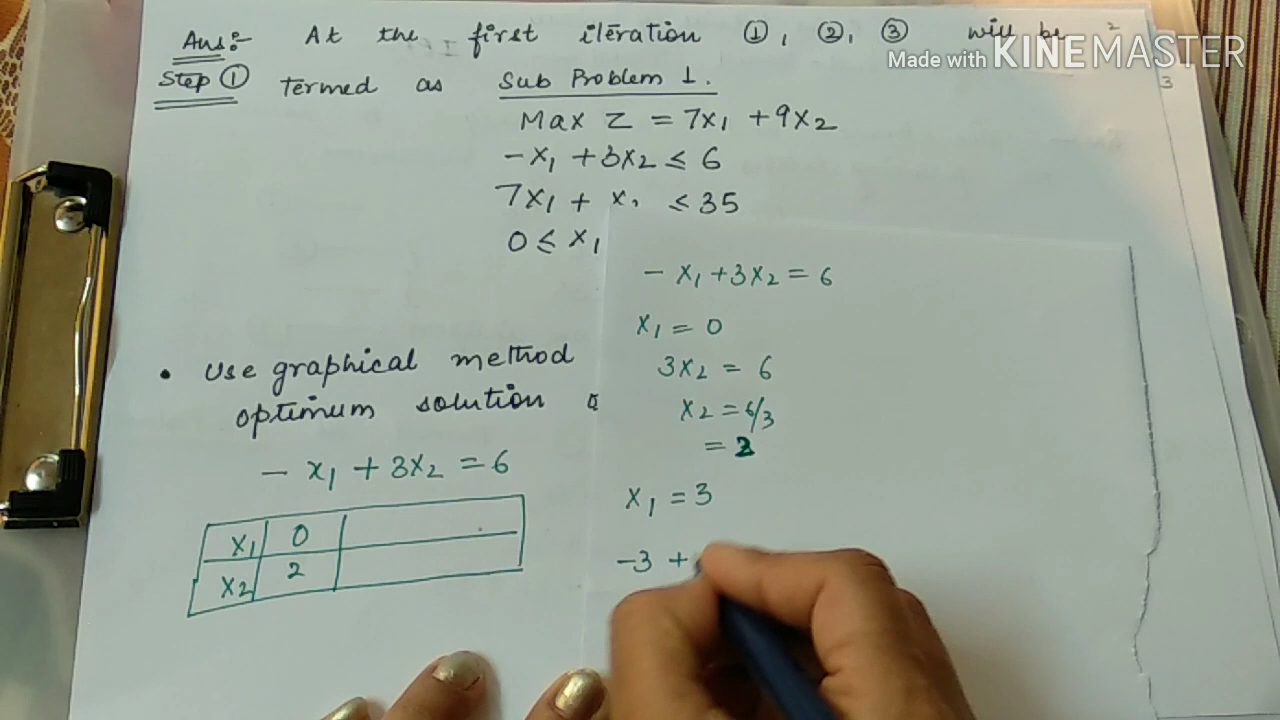 Ans:- At the first iteration ①, ②, ③ will be 2
Made with KINEMASTER
Step ① termed as Sub Problem 1. 3
Max Z = 7x₁ + 9x₂
-x₁ + 3x₂ ≤ 6
7x₁ + x₂ ≤ 35
0 ≤ x₁
• Use graphical method
optimum solution
- x₁ + 3x₂ = 6
x₁ 0
x₂ 2
- x₁ + 3x₂ = 6
x₁ = 0
3x₂ = 6
x₂ = 6/3
= 2
x₁ = 3
-3 +